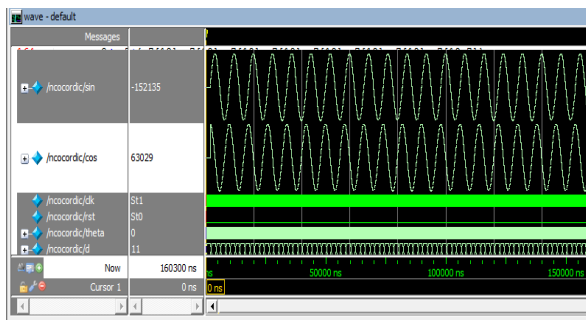 wave - default
Messages
/ncocordic/sin -152135
/ncocordic/cos 63029
/ncocordic/clk St1
/ncocordic/rst St0
/ncocordic/theta 0
/ncocordic/d 11
Now 160300 ns ns 50000 ns 100000 ns 150000 ns
Cursor 1 0 ns 0 ns